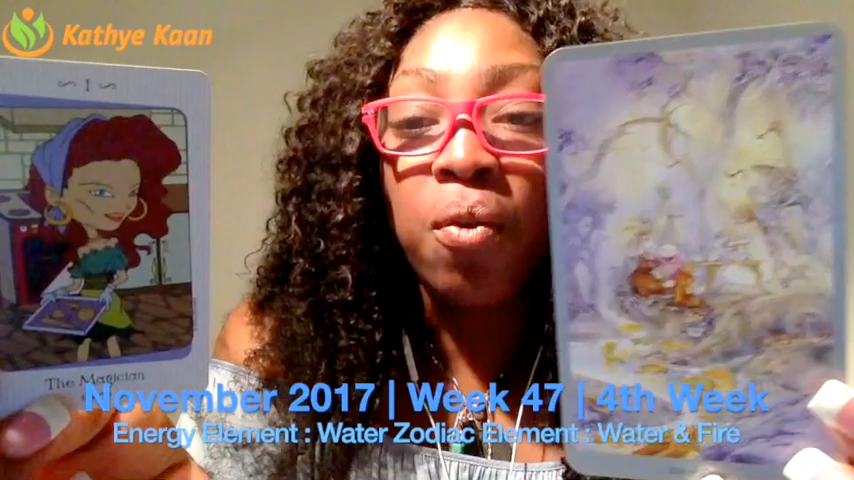 Kathye Kaan
I
The Magician
November 2017 | Week 47 | 4th Week
Energy Element : Water Zodiac Element : Water & Fire